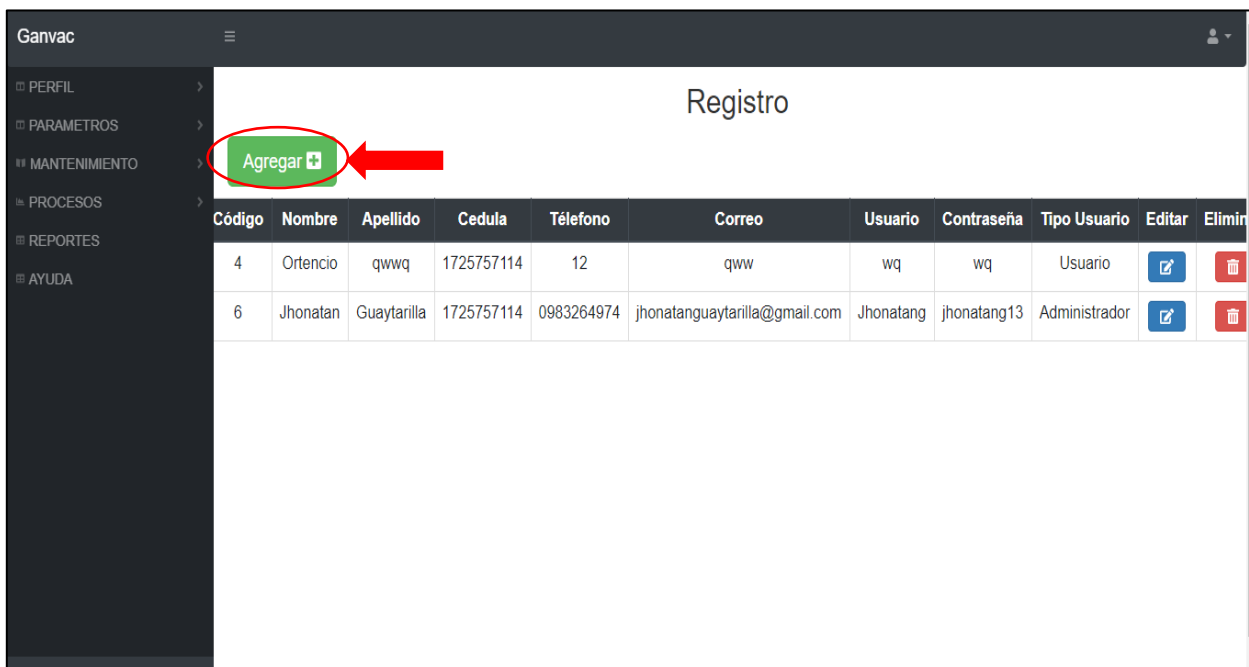 Ganvac
PERFIL
PARAMETROS
MANTENIMIENTO
PROCESOS
REPORTES
AYUDA
Registro
Agregar
Código Nombre Apellido Cedula Télefono Correo Usuario Contraseña Tipo Usuario Editar Elimin
4 Ortencio qwwq 1725757114 12 qww wq wq Usuario
6 Jhonatan Guaytarilla 1725757114 0983264974 jhonatanguaytarilla@gmail.com Jhonatang jhonatang13 Administrador